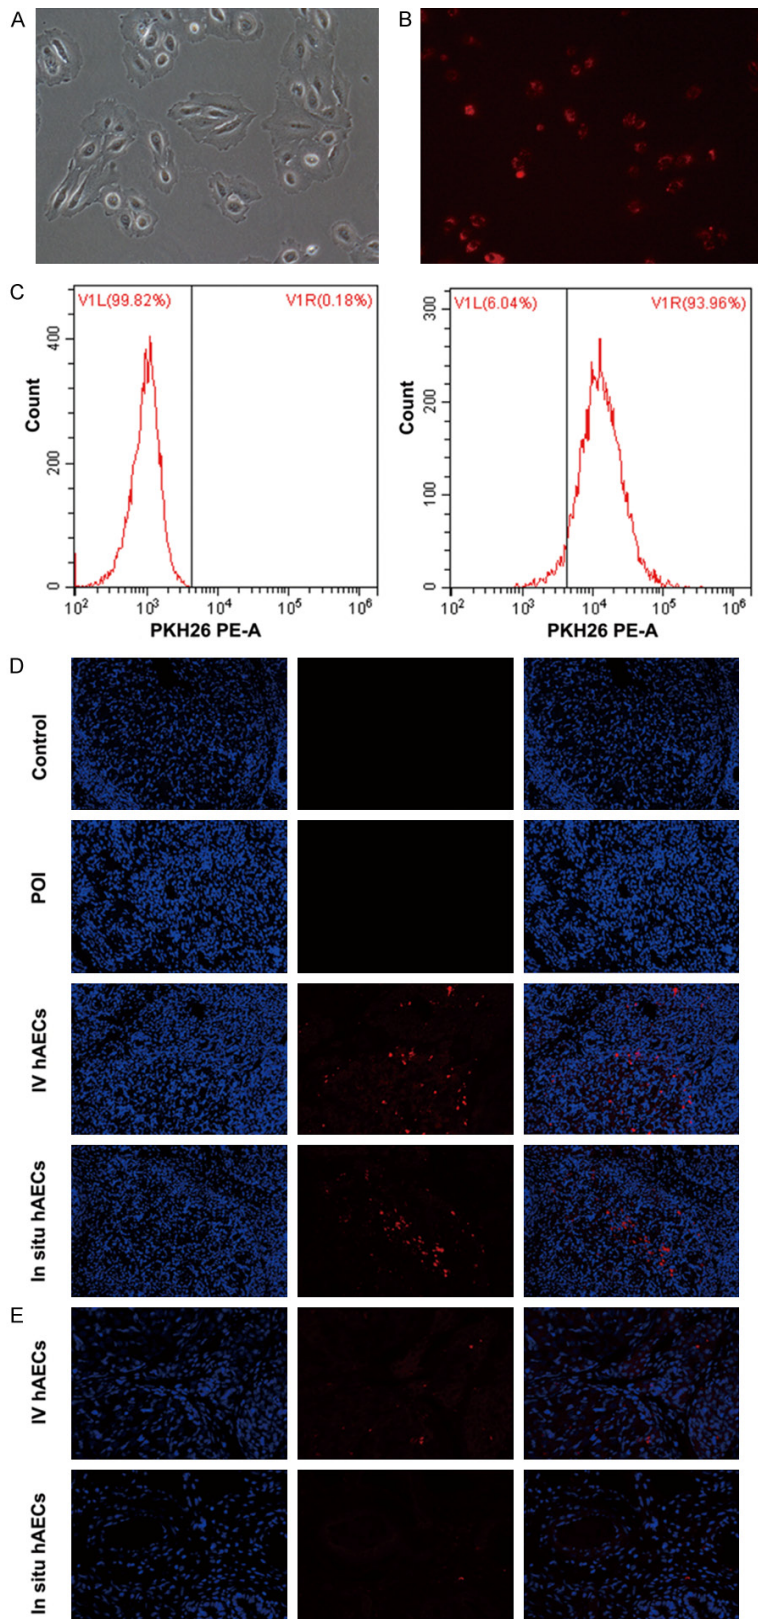 A
B
C
V1L(99.82%)
V1R(0.18%)
400
200
0
Count
10²
10³
10⁴
10⁵
10⁶
PKH26 PE-A
V1L(6.04%)
V1R(93.96%)
300
200
100
0
Count
10²
10³
10⁴
10⁵
10⁶
PKH26 PE-A
D
Control
POI
IV hAECs
In situ hAECs
E
IV hAECs
In situ hAECs